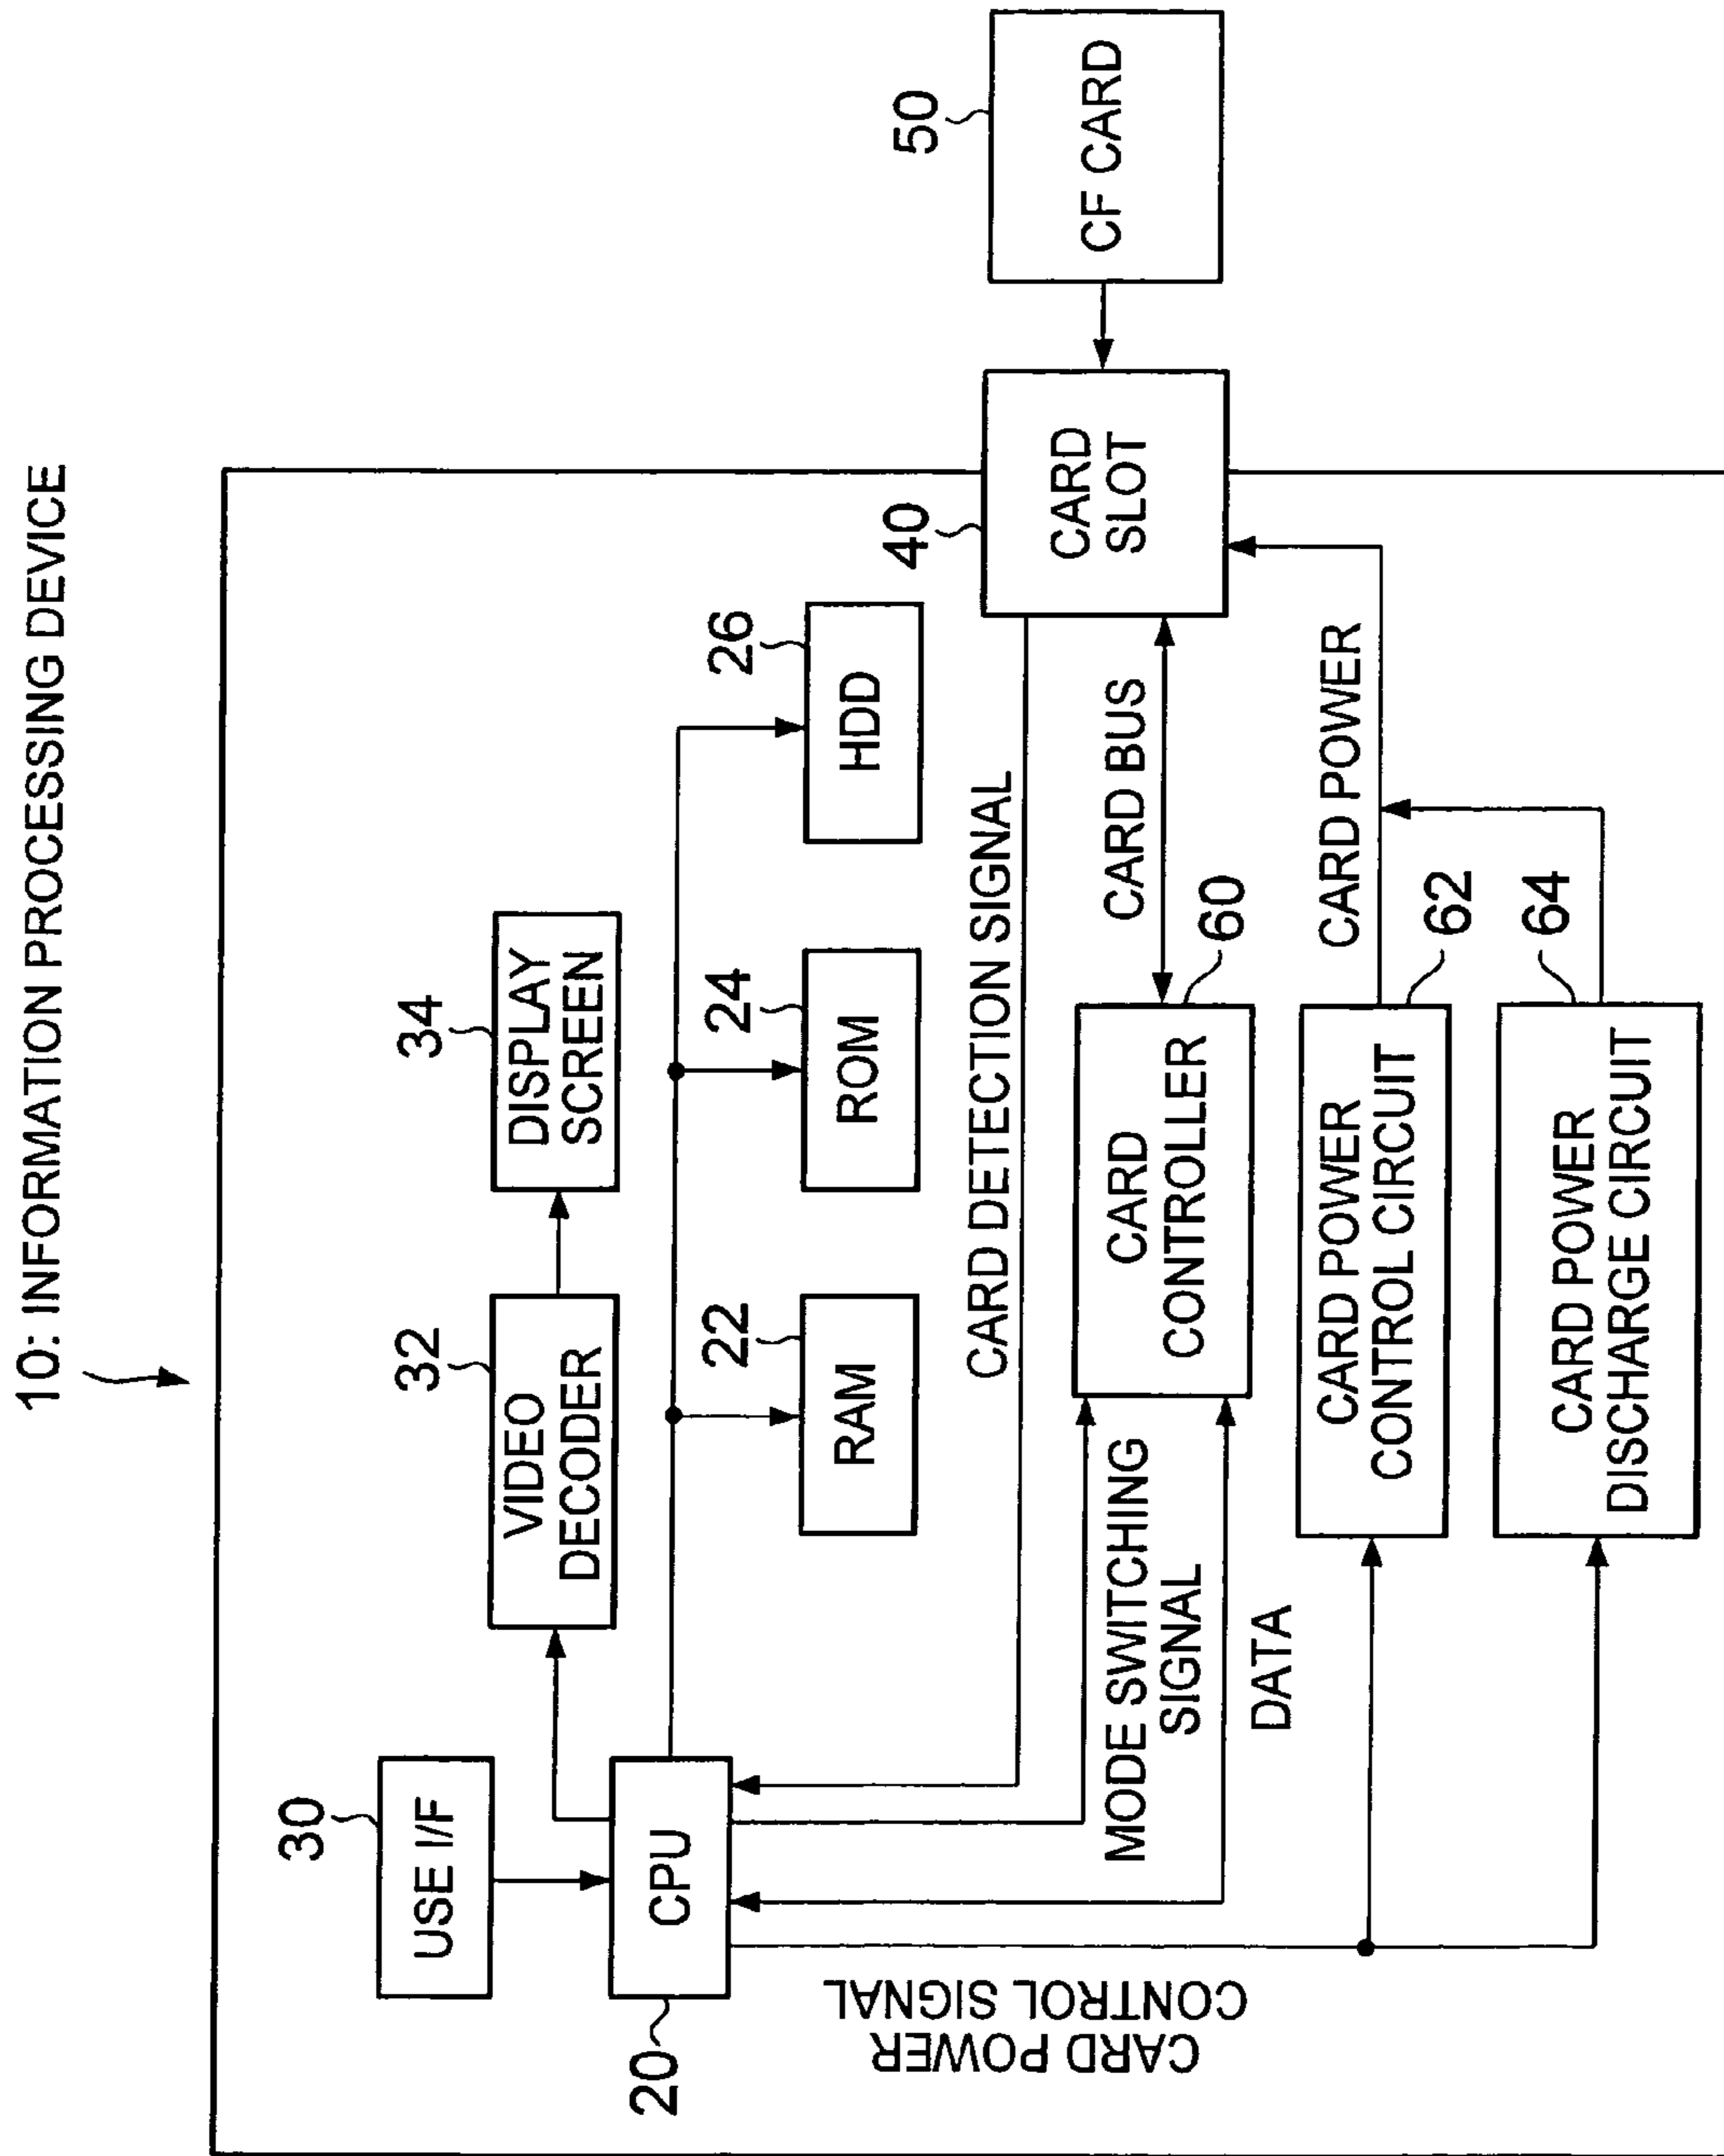 10: INFORMATION PROCESSING DEVICE
30
USE I/F
32
VIDEO
DECODER
34
DISPLAY
SCREEN
20
CPU
22
RAM
24
ROM
26
HDD
40
CARD
SLOT
50
CF CARD
CARD DETECTION SIGNAL
MODE SWITCHING
SIGNAL
DATA
CARD
CONTROLLER
60
CARD BUS
CARD POWER
CONTROL SIGNAL
CARD POWER
CONTROL CIRCUIT
62
CARD POWER
CARD POWER
DISCHARGE CIRCUIT
64